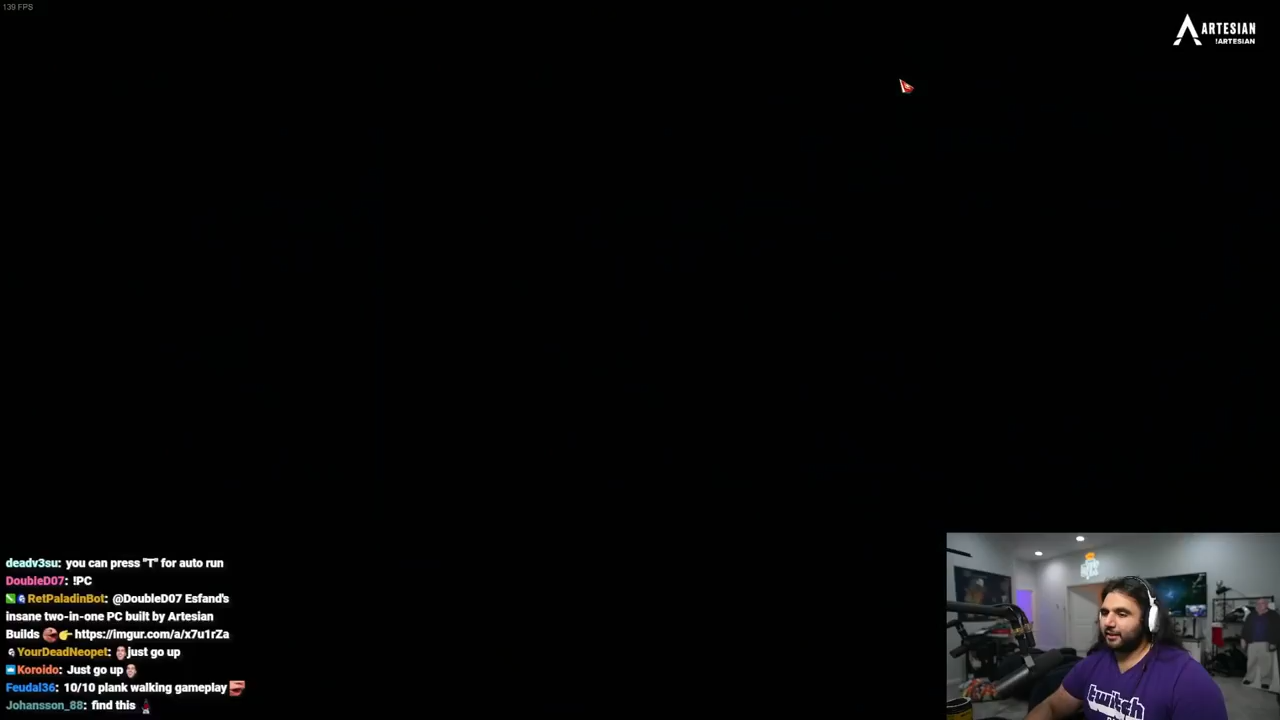 139 FPS
ARTESIAN
!ARTESIAN
deadv3su: you can press "T" for auto run
DoubleD07: !PC
RetPaladinBot: @DoubleD07 Esfand's
insane two-in-one PC built by Artesian
Builds https://imgur.com/a/x7u1rZa
YourDeadNeopet: just go up
Koroido: Just go up
Feudal36: 10/10 plank walking gameplay
Johansson_88: find this
twitch